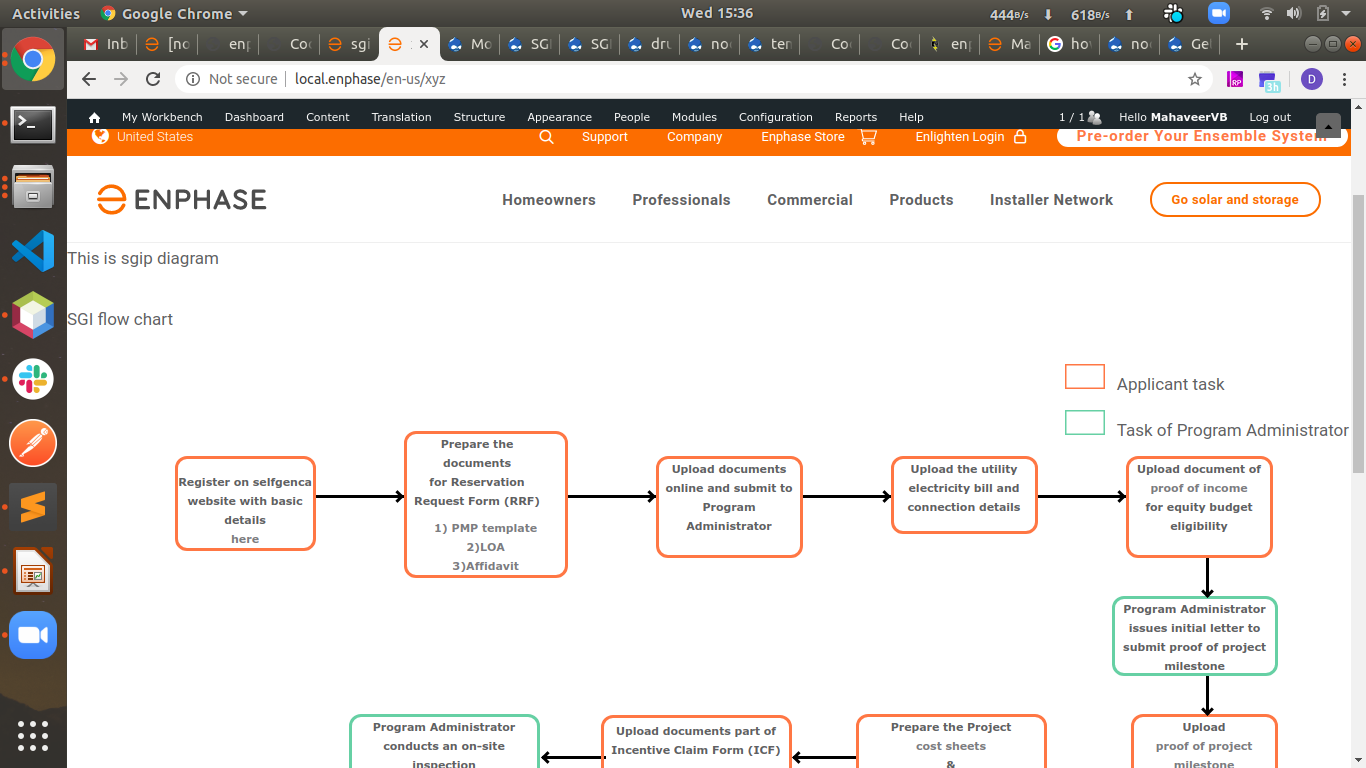 Activities
Google Chrome
Wed 15:36
444B/s
618B/s
Inb
[no
enp
Coo
sgi
Mo
SGI
SGI
dru
noo
ten
Coo
Coo
enp
Ma
hov
noo
Gel
Not secure
local.enphase/en-us/xyz
RP
3h
D
My Workbench
Dashboard
Content
Translation
Structure
Appearance
People
Modules
Configuration
Reports
Help
1 / 1
Hello MahaveerVB
Log out
United States
Support
Company
Enphase Store
Enlighten Login
Pre-order Your Ensemble System
ENPHASE
Homeowners
Professionals
Commercial
Products
Installer Network
Go solar and storage
This is sgip diagram
SGI flow chart
Applicant task
Task of Program Administrator
Register on selfgenca
website with basic
details
here
Prepare the
documents
for Reservation
Request Form (RRF)
1) PMP template
2)LOA
3)Affidavit
Upload documents
online and submit to
Program
Administrator
Upload the utility
electricity bill and
connection details
Upload document of
proof of income
for equity budget
eligibility
Program Administrator
issues initial letter to
submit proof of project
milestone
Upload
proof of project
milestone
Prepare the Project
cost sheets
&
Upload documents part of
Incentive Claim Form (ICF)
Program Administrator
conducts an on-site
inspection